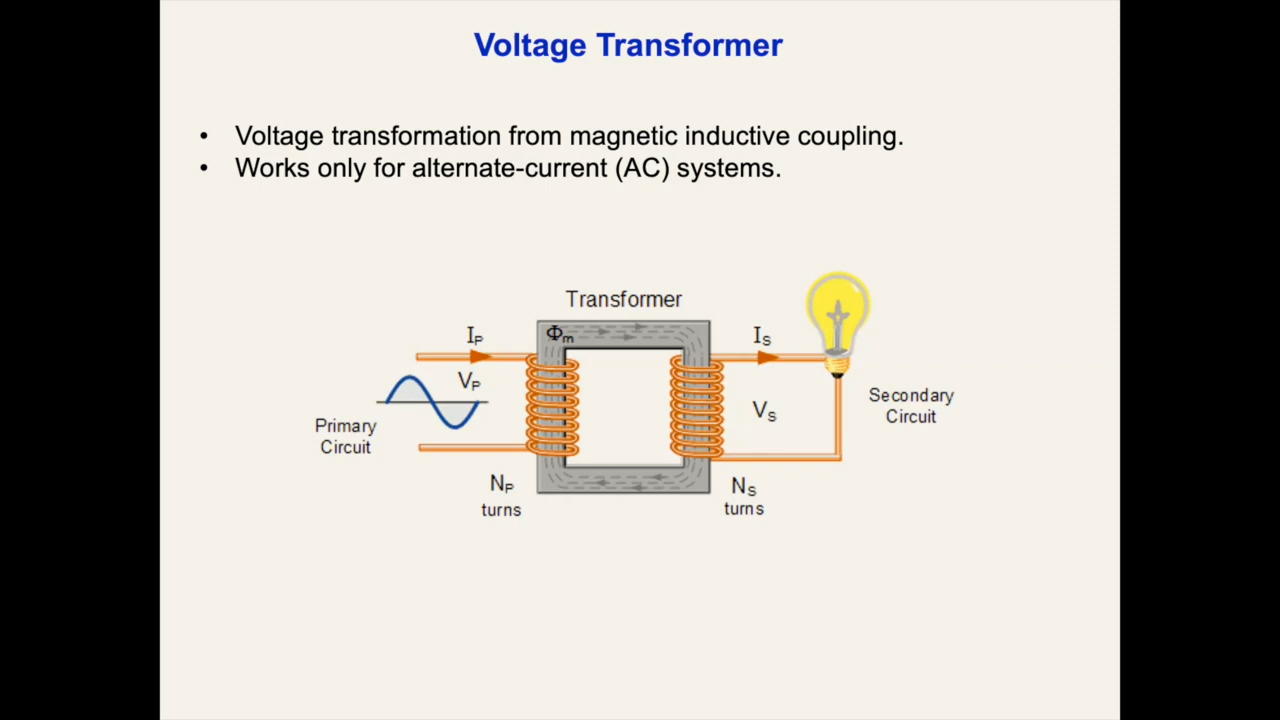 Voltage Transformer
• Voltage transformation from magnetic inductive coupling.
• Works only for alternate-current (AC) systems.
Transformer
Φm
IP
IS
VP
VS
Primary
Circuit
Secondary
Circuit
NP
turns
NS
turns